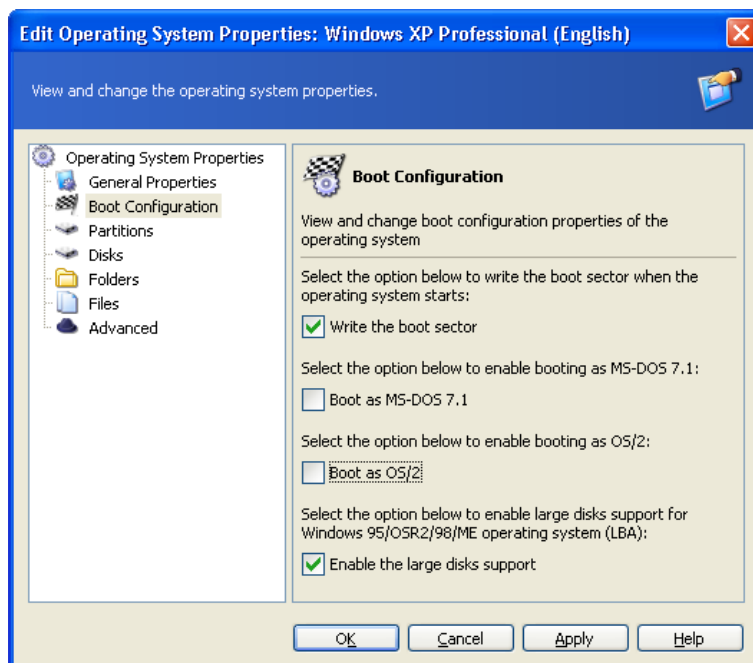 Edit Operating System Properties: Windows XP Professional (English)
View and change the operating system properties.
Operating System Properties
General Properties
Boot Configuration
Partitions
Disks
Folders
Files
Advanced
Boot Configuration
View and change boot configuration properties of the
operating system
Select the option below to write the boot sector when the
operating system starts:
Write the boot sector
Select the option below to enable booting as MS-DOS 7.1:
Boot as MS-DOS 7.1
Select the option below to enable booting as OS/2:
Boot as OS/2
Select the option below to enable large disks support for
Windows 95/OSR2/98/ME operating system (LBA):
Enable the large disks support
OK Cancel Apply Help